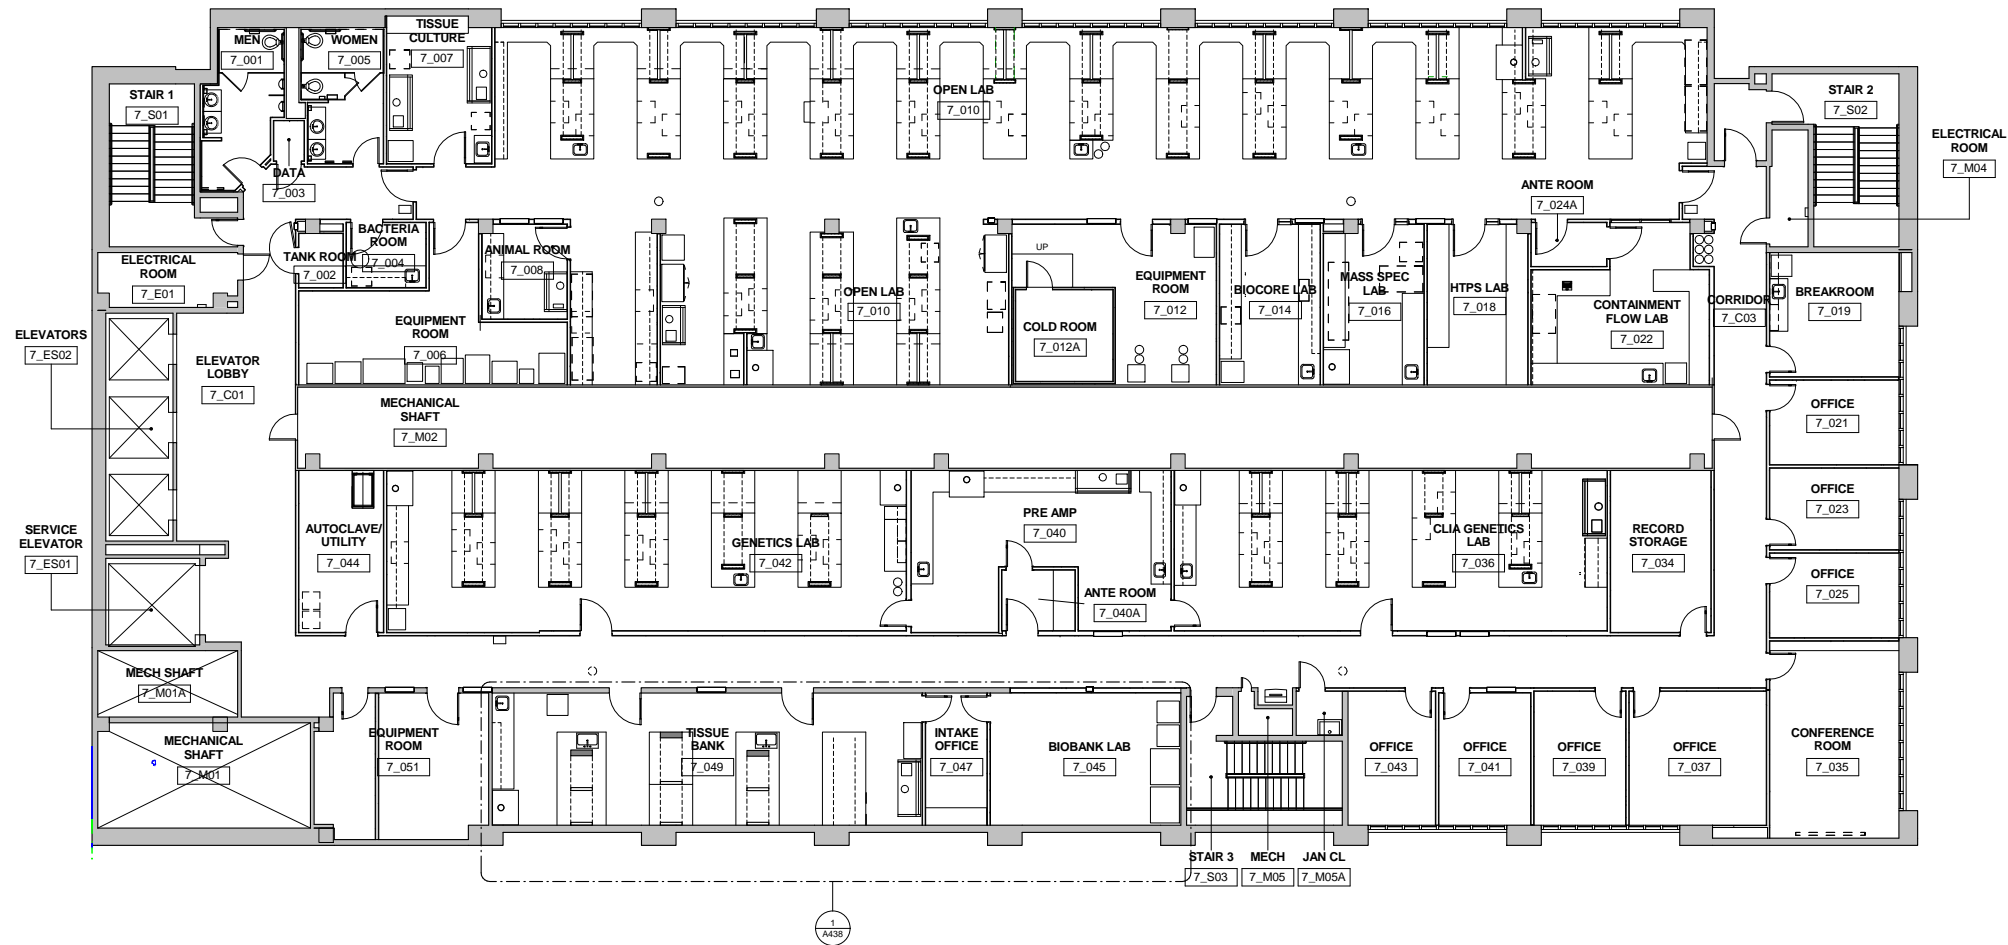 MEN
7_001
WOMEN
7_005
TISSUE
CULTURE
7_007
OPEN LAB
7_010
STAIR 1
7_S01
STAIR 2
7_S02
ELECTRICAL
ROOM
7_M04
DATA
7_003
ANTE ROOM
7_024A
BACTERIA
ROOM
7_004
TANK ROOM
7_002
ANIMAL ROOM
7_008
ELECTRICAL
ROOM
7_E01
UP
EQUIPMENT
ROOM
7_012
BIOCORE LAB
7_014
MASS SPEC
LAB
7_016
HTPS LAB
7_018
CONTAINMENT
FLOW LAB
7_022
CORRIDOR
7_C03
BREAKROOM
7_019
OPEN LAB
7_010
COLD ROOM
7_012A
EQUIPMENT
ROOM
7_006
ELEVATORS
7_ES02
ELEVATOR
LOBBY
7_C01
MECHANICAL
SHAFT
7_M02
OFFICE
7_021
OFFICE
7_023
SERVICE
ELEVATOR
7_ES01
AUTOCLAVE/
UTILITY
7_044
GENETICS LAB
7_042
PRE AMP
7_040
CLIA GENETICS
LAB
7_036
RECORD
STORAGE
7_034
OFFICE
7_025
ANTE ROOM
7_040A
MECH SHAFT
7_M01A
MECHANICAL
SHAFT
7_M01
EQUIPMENT
ROOM
7_051
TISSUE
BANK
7_049
INTAKE
OFFICE
7_047
BIOBANK LAB
7_045
OFFICE
7_043
OFFICE
7_041
OFFICE
7_039
OFFICE
7_037
CONFERENCE
ROOM
7_035
STAIR 3
7_S03
MECH
7_M05
JAN CL
7_M05A
1
A438